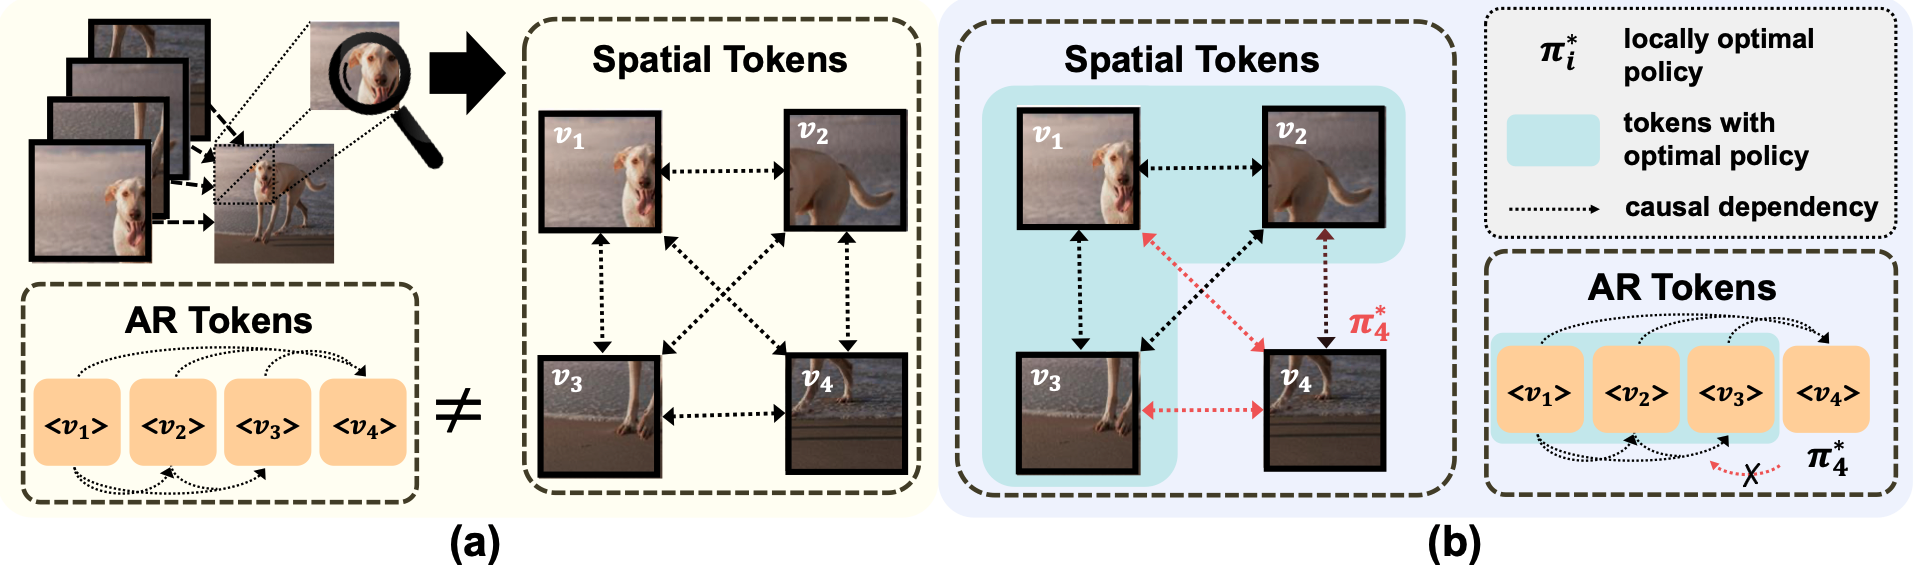 Spatial Tokens
v₁
v₂
v₃
v₄
AR Tokens
<v₁> <v₂> <v₃> <v₄>
≠
(a)
Spatial Tokens
v₁
v₂
π₄*
v₃
v₄
πᵢ* locally optimal
policy
tokens with
optimal policy
causal dependency
AR Tokens
<v₁> <v₂> <v₃> <v₄>
X
π₄*
(b)